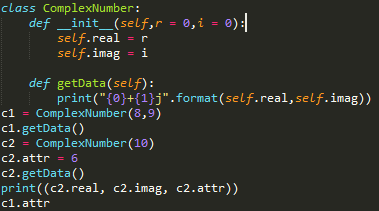 class ComplexNumber:
    def __init__(self,r = 0,i = 0):
        self.real = r
        self.imag = i

    def getData(self):
        print("{0}+{1}j".format(self.real,self.imag))
c1 = ComplexNumber(8,9)
c1.getData()
c2 = ComplexNumber(10)
c2.attr = 6
c2.getData()
print((c2.real, c2.imag, c2.attr))
c1.attr